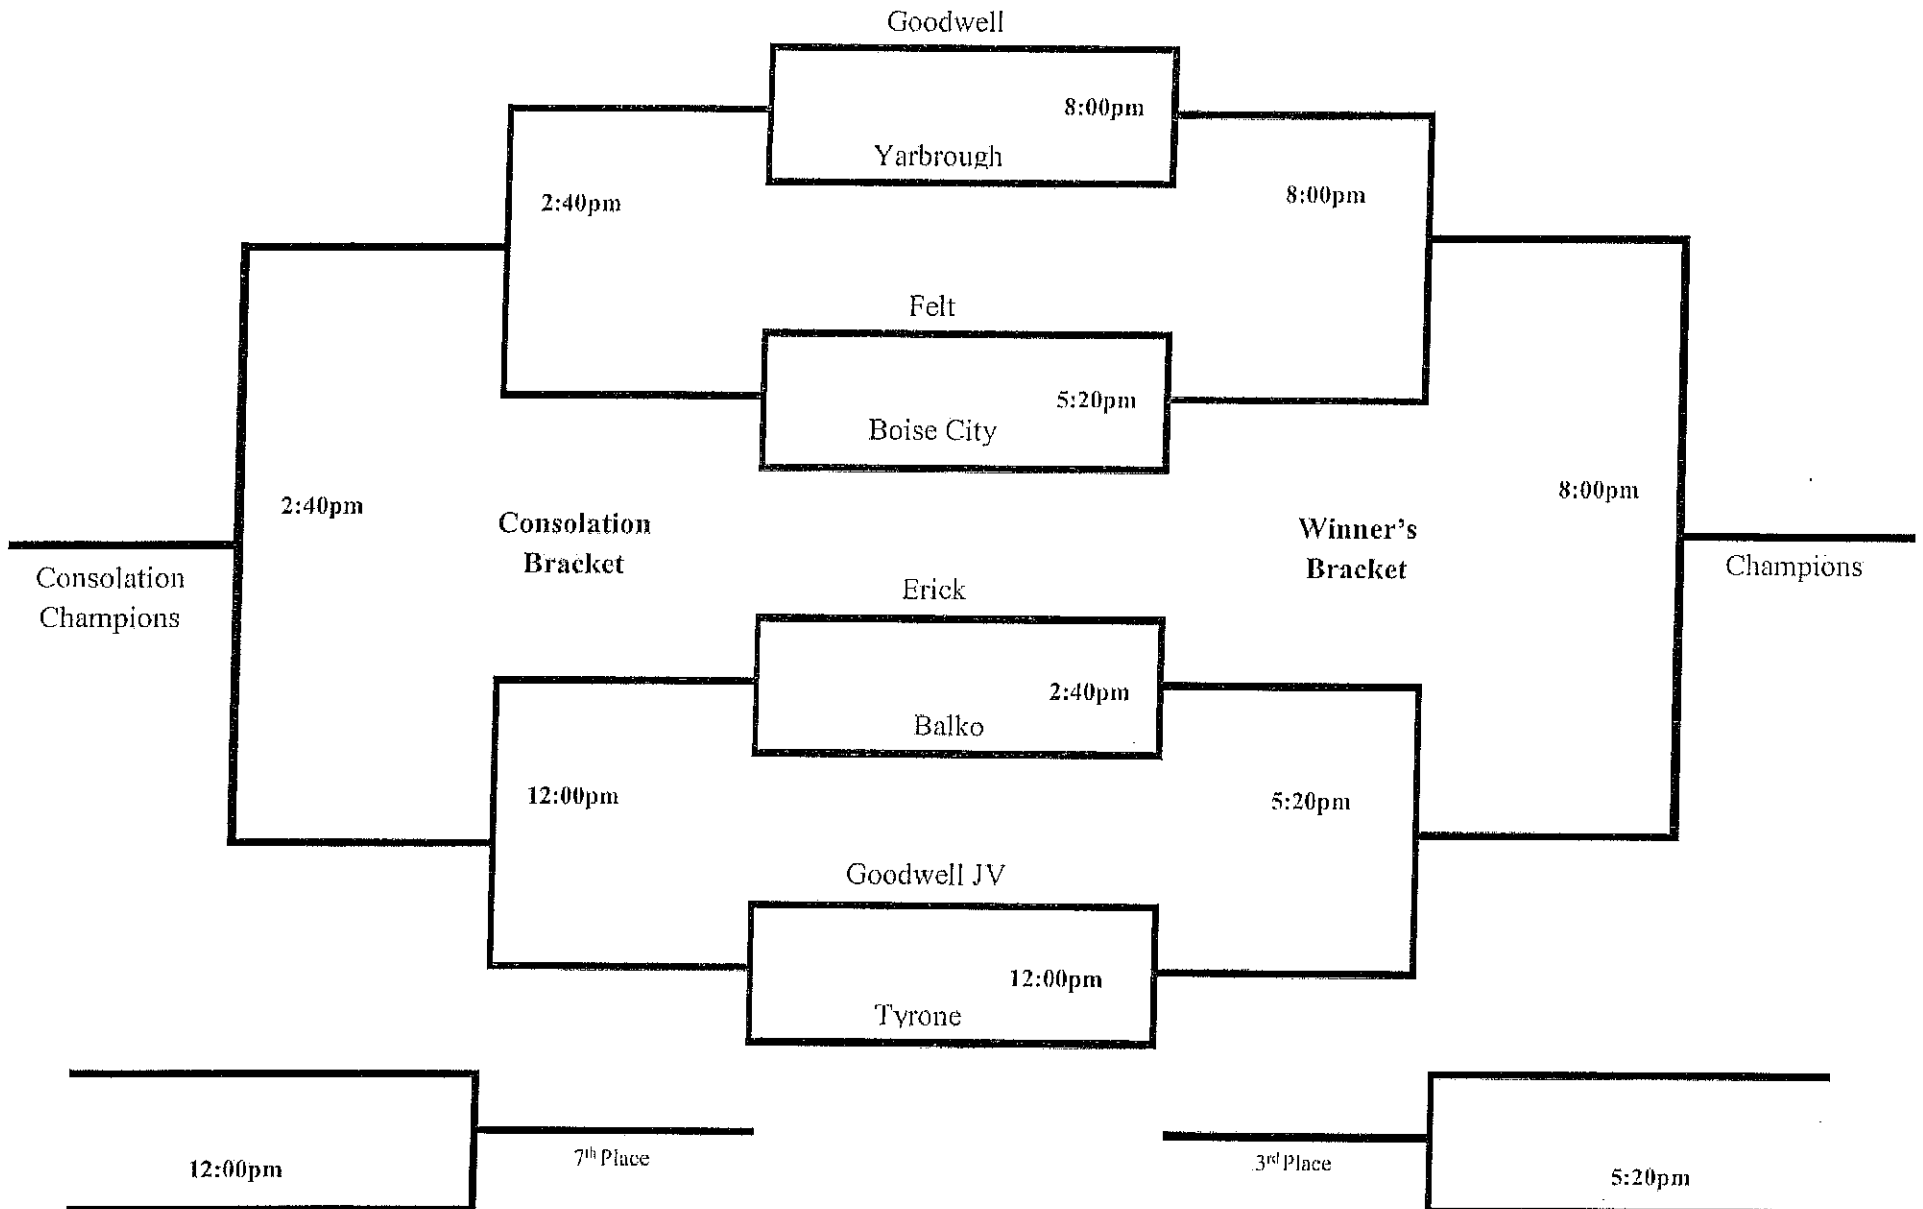 Goodwell
8:00pm
Yarbrough
2:40pm
8:00pm
Felt
5:20pm
Boise City
2:40pm
8:00pm
Consolation
Bracket
Winner's
Bracket
Consolation
Champions
Champions
Erick
2:40pm
Balko
12:00pm
5:20pm
Goodwell JV
12:00pm
Tyrone
12:00pm
7th Place
3rd Place
5:20pm